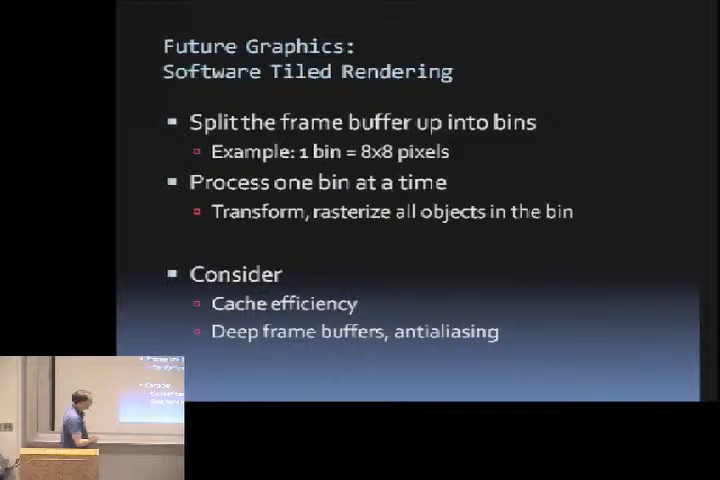 Future Graphics:
Software Tiled Rendering
Split the frame buffer up into bins
Example: 1 bin = 8x8 pixels
Process one bin at a time
Transform, rasterize all objects in the bin
Consider
Cache efficiency
Deep frame buffers, antialiasing